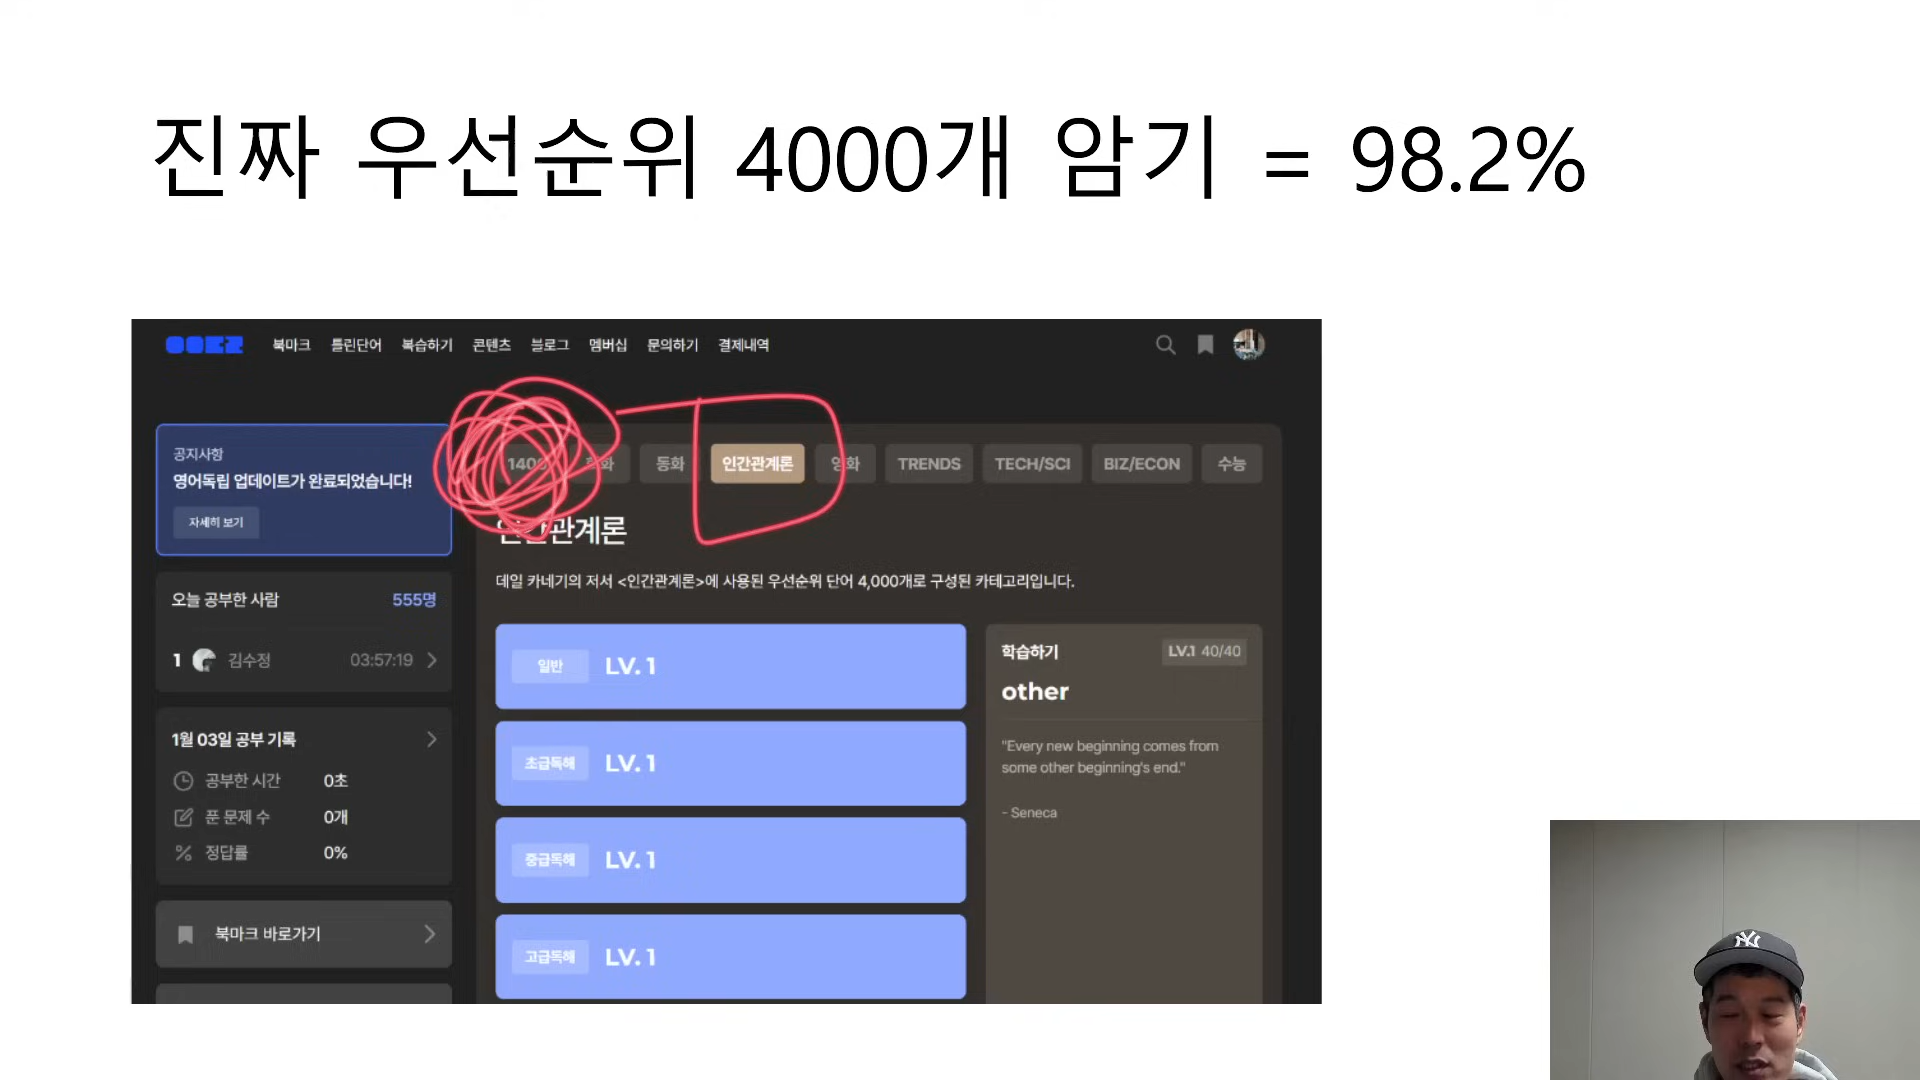 진짜 우선순위 4000개 암기 = 98.2%
북마크 틀린단어 복습하기 콘텐츠 블로그 멤버십 문의하기 결제내역
공지사항
영어독립 업데이트가 완료되었습니다!
자세히 보기
오늘 공부한 사람 555명
1 김수정 03:57:19
1월 03일 공부 기록
공부한 시간 0초
푼 문제 수 0개
정답률 0%
북마크 바로가기
동화 인간관계론 영화 TRENDS TECH/SCI BIZ/ECON 수능
인간관계론
데일 카네기의 저서 <인간관계론>에 사용된 우선순위 단어 4,000개로 구성된 카테고리입니다.
일반 LV. 1
초급독해 LV. 1
중급독해 LV. 1
고급독해 LV. 1
학습하기 LV.1 40/40
other
"Every new beginning comes from
some other beginning's end."
- Seneca
NY